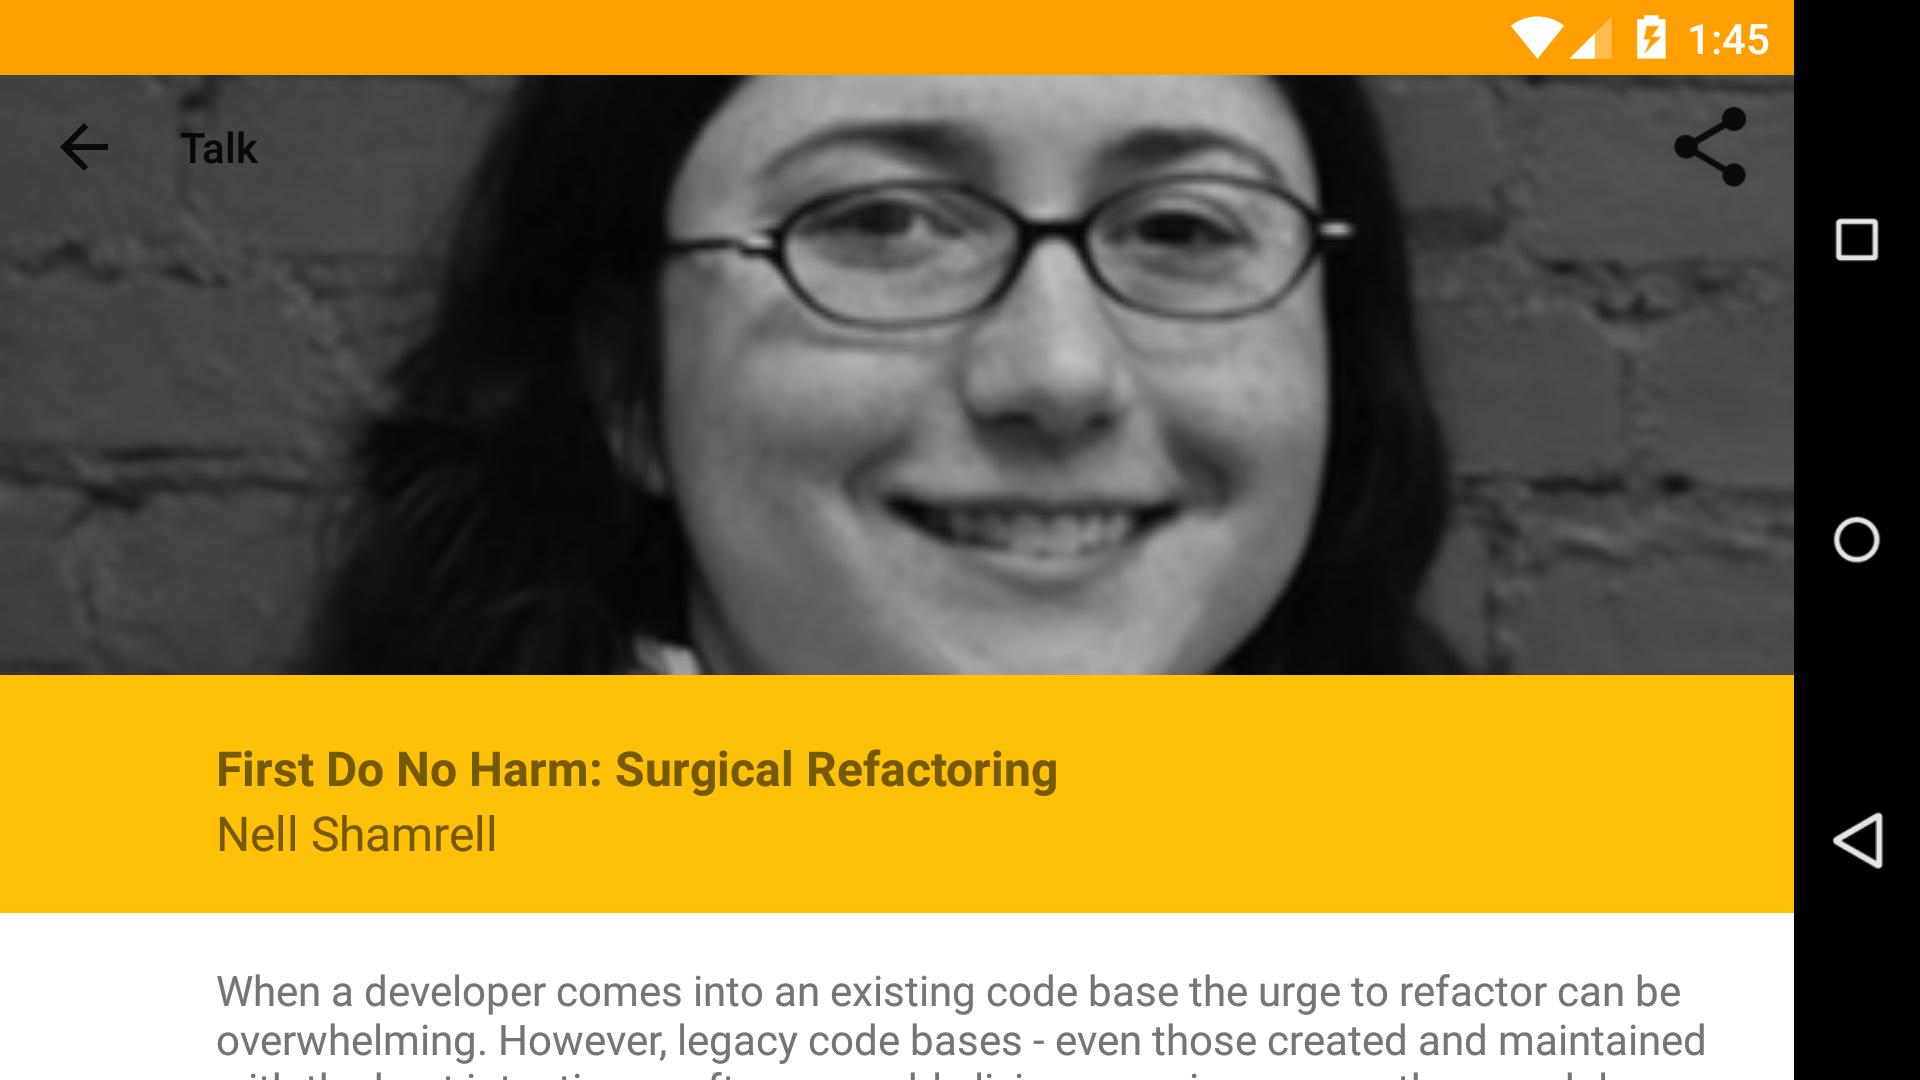 1:45
Talk
First Do No Harm: Surgical Refactoring
Nell Shamrell
When a developer comes into an existing code base the urge to refactor can be
overwhelming. However, legacy code bases - even those created and maintained